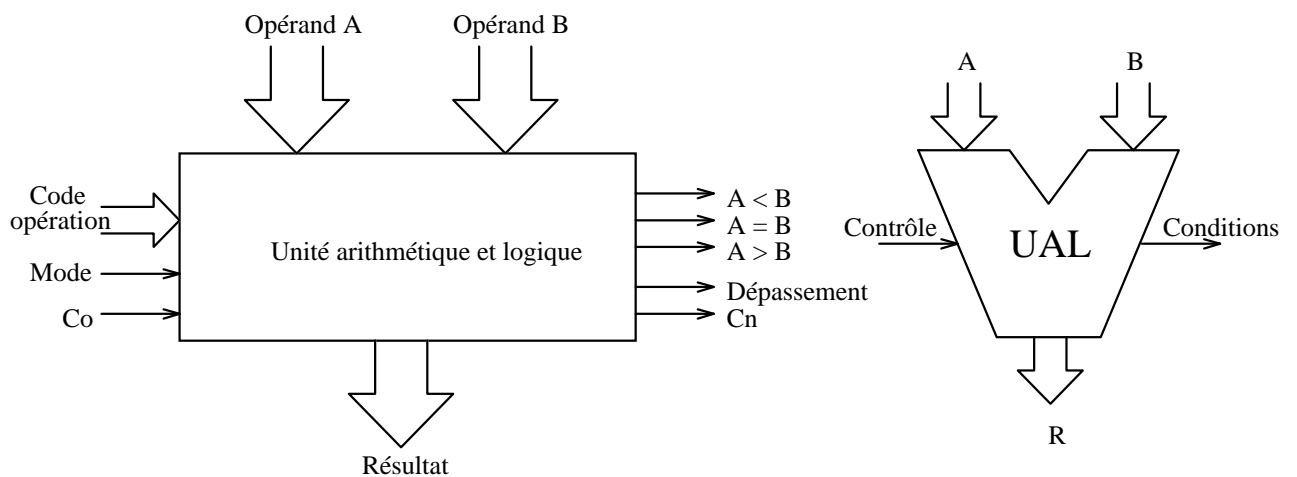 Opérand A
Opérand B
Code
opération
Mode
Co
Unité arithmétique et logique
A < B
A = B
A > B
Dépassement
Cn
Résultat
A
B
Contrôle
UAL
Conditions
R